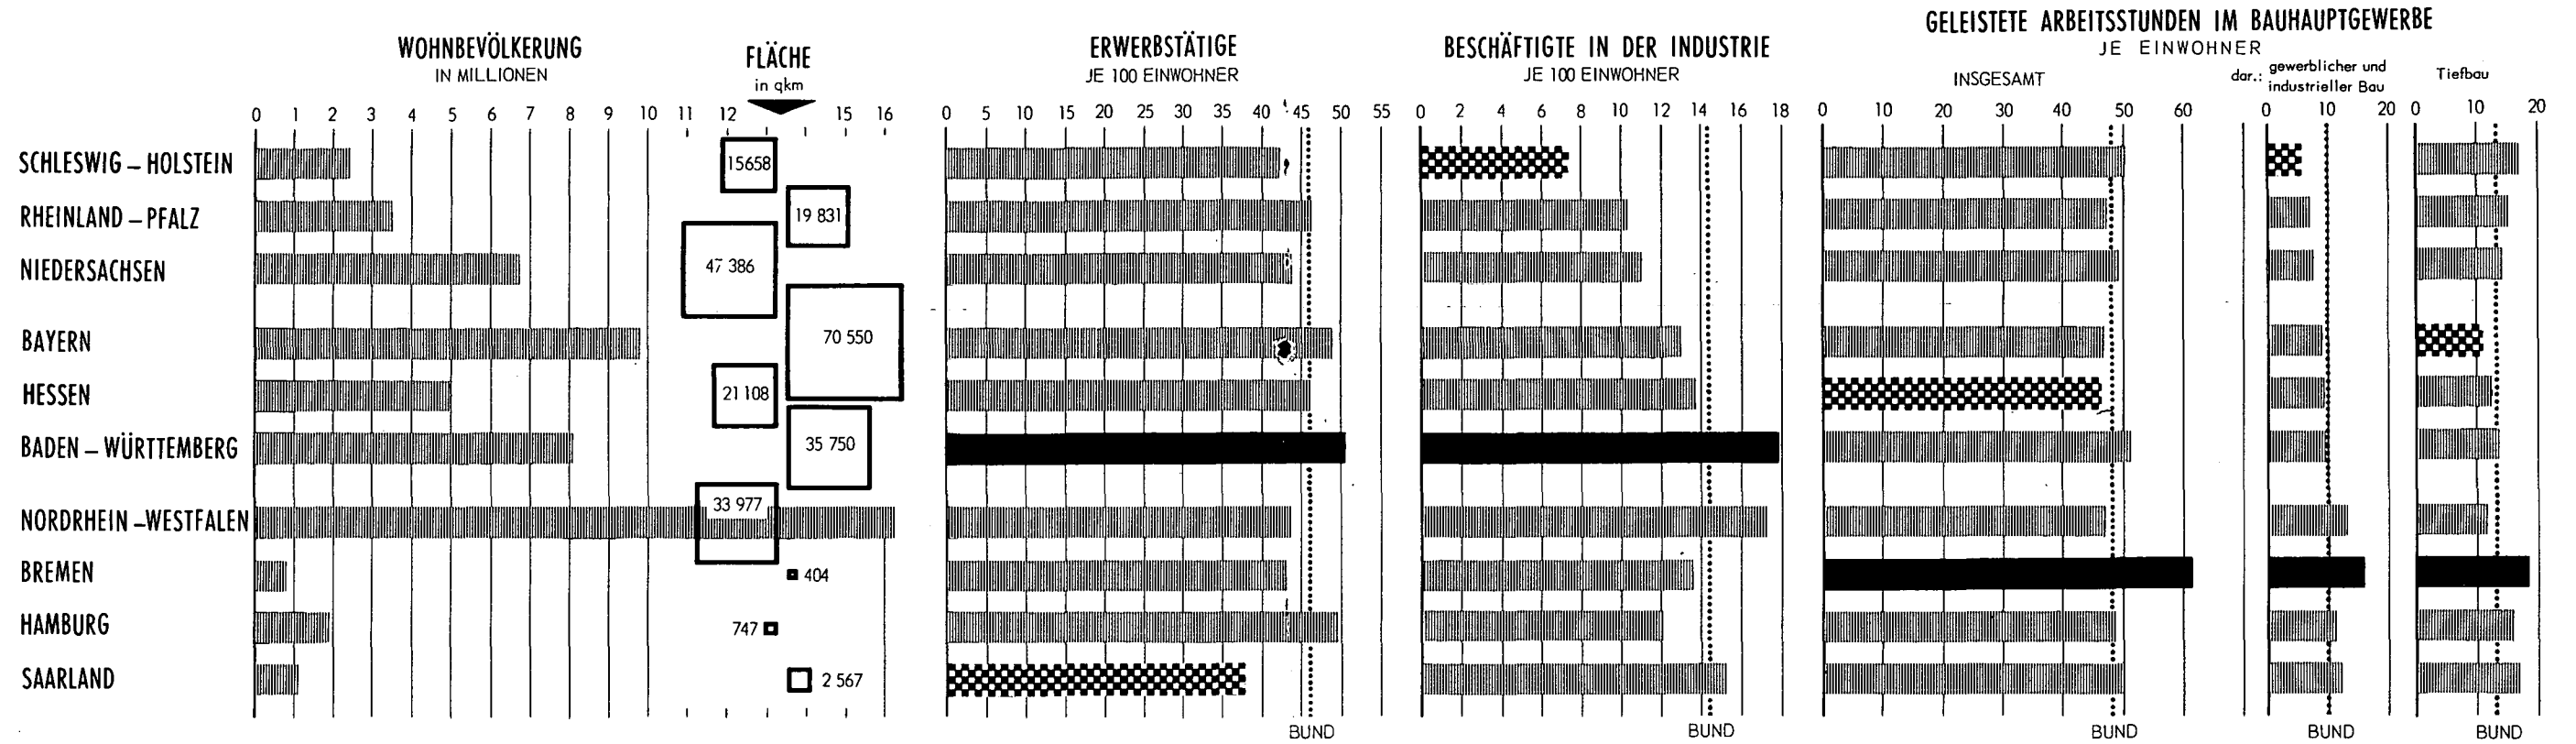 GELEISTETE ARBEITSSTUNDEN IM BAUHAUPTGEWERBE
JE EINWOHNER
WOHNBEVÖLKERUNG
IN MILLIONEN
FLÄCHE
in qkm
ERWERBSTÄTIGE
JE 100 EINWOHNER
BESCHÄFTIGTE IN DER INDUSTRIE
JE 100 EINWOHNER
INSGESAMT
dar.: gewerblicher und
industrieller Bau
Tiefbau
0 1 2 3 4 5 6 7 8 9 10 11 12 15 16
0 5 10 15 20 25 30 35 40 45 50 55
0 2 4 6 8 10 12 14 16 18
0 10 20 30 40 50 60
0 10 20
0 10 20
SCHLESWIG – HOLSTEIN
15658
RHEINLAND – PFALZ
19 831
NIEDERSACHSEN
47 386
BAYERN
70 550
HESSEN
21 108
BADEN – WÜRTTEMBERG
35 750
NORDRHEIN – WESTFALEN
33 977
BREMEN
404
HAMBURG
747
SAARLAND
2 567
BUND
BUND
BUND
BUND
BUND